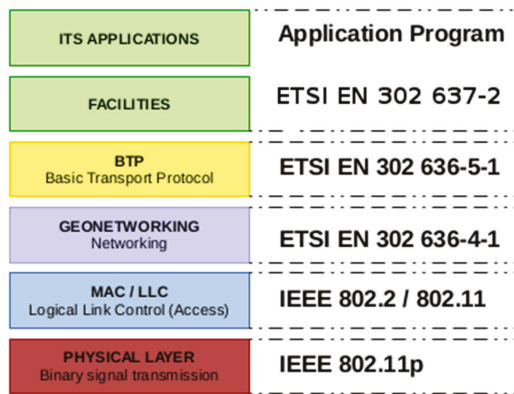 ITS APPLICATIONS
Application Program
FACILITIES
ETSI EN 302 637-2
BTP
Basic Transport Protocol
ETSI EN 302 636-5-1
GEONETWORKING
Networking
ETSI EN 302 636-4-1
MAC / LLC
Logical Link Control (Access)
IEEE 802.2 / 802.11
PHYSICAL LAYER
Binary signal transmission
IEEE 802.11p